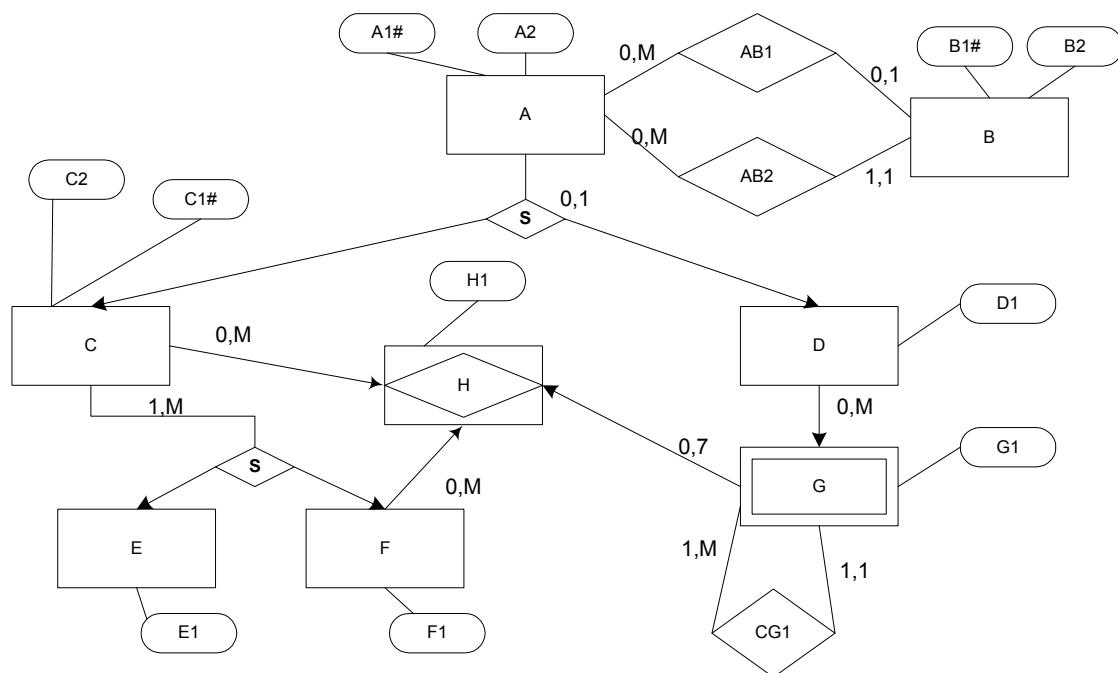 A1#
A2
B1#
B2
0,M
AB1
0,1
A
B
0,M
AB2
1,1
C2
C1#
S
0,1
H1
D1
C
0,M
D
H
1,M
0,M
S
0,7
G1
0,M
G
E
F
1,M
1,1
E1
F1
CG1